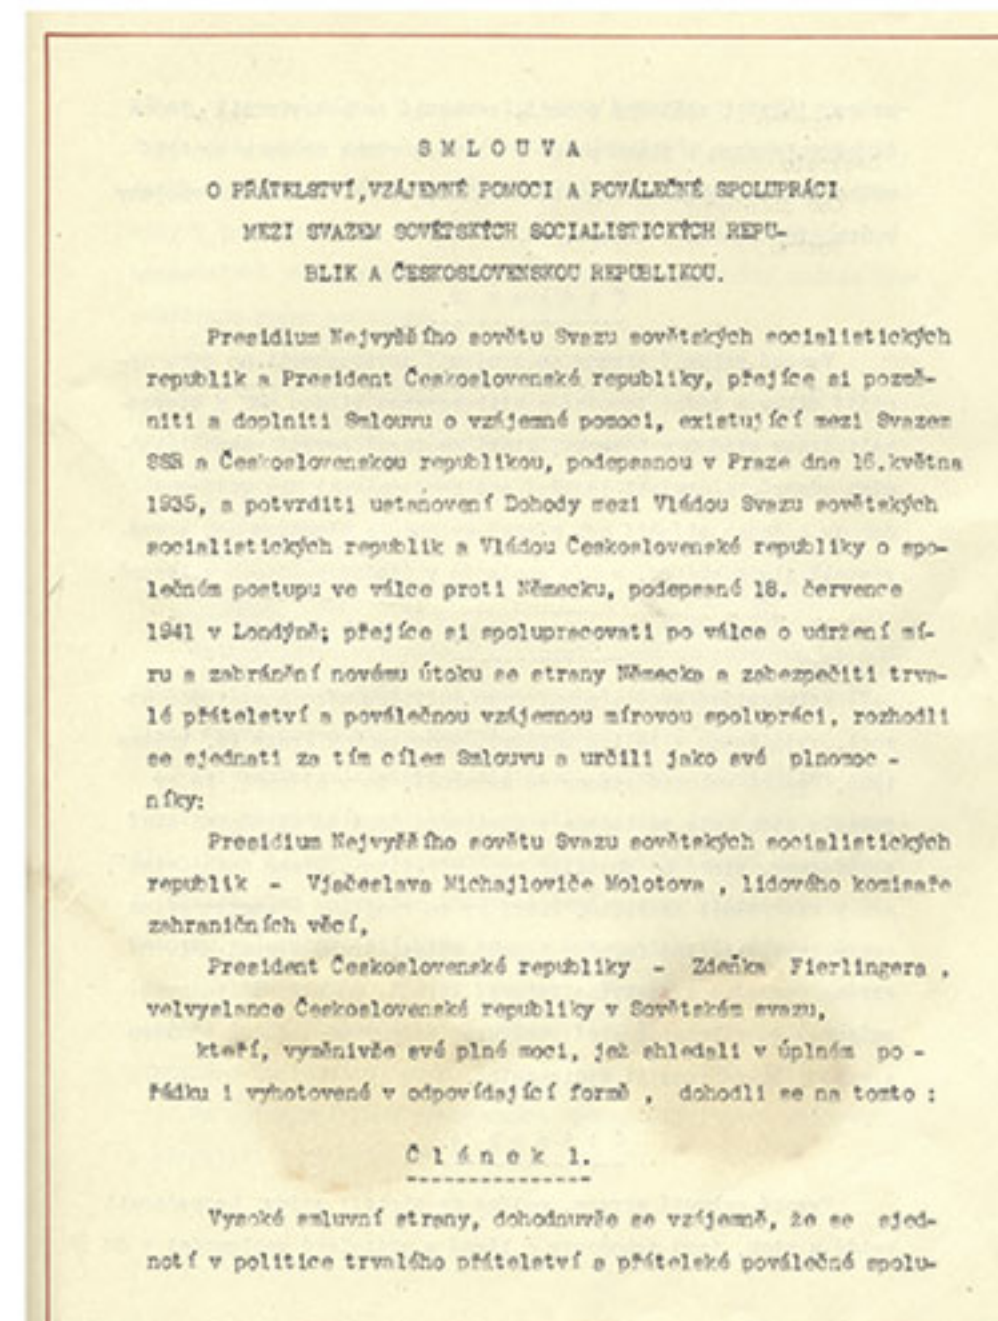 SMLOUVA
O PŘÁTELSTVÍ, VZÁJEMNÉ POMOCI A POVÁLEČNÉ SPOLUPRÁCI
MEZI SVAZEM SOVĚTSKÝCH SOCIALISTICKÝCH REPU-
BLIK A ČESKOSLOVENSKOU REPUBLIKOU.
Presidium Nejvyššího sovětu Svazu sovětských socialistických
republik a President Československé republiky, přejíce si pozmě-
niti a doplniti Smlouvu o vzájemné pomoci, existující mezi Svazem
SSR a Československou republikou, podepsanou v Praze dne 16.května
1935, a potvrditi ustanovení Dohody mezi Vládou Svazu sovětských
socialistických republik a Vládou Československé republiky o spo-
lečném postupu ve válce proti Německu, podepsané 18. července
1941 v Londýně; přejíce si spolupracovati po válce o udržení mí-
ru a zabránění novému útoku se strany Německa a zabezpečiti trva-
lé přátelství a poválečnou vzájemnou mírovou spolupráci, rozhodli
se sjednati za tím cílem Smlouvu a určili jako své plnomoc -
níky:
Presidium Nejvyššího sovětu Svazu sovětských socialistických
republik - Vjačeslava Michajloviče Molotova , lidového komisaře
zahraničních věcí,
President Československé republiky - Zdeňka Fierlingera ,
velvyslance Československé republiky v Sovětském svazu,
kteří, vyměnivše své plné moci, jež shledali v úplném po -
řádku i vyhotovené v odpovídající formě , dohodli se na tomto :
Článek 1.
Vysoké smluvní strany, dohodnuvše se vzájemně, že se sjed-
notí v politice trvalého přátelství a přátelské poválečné spolu-